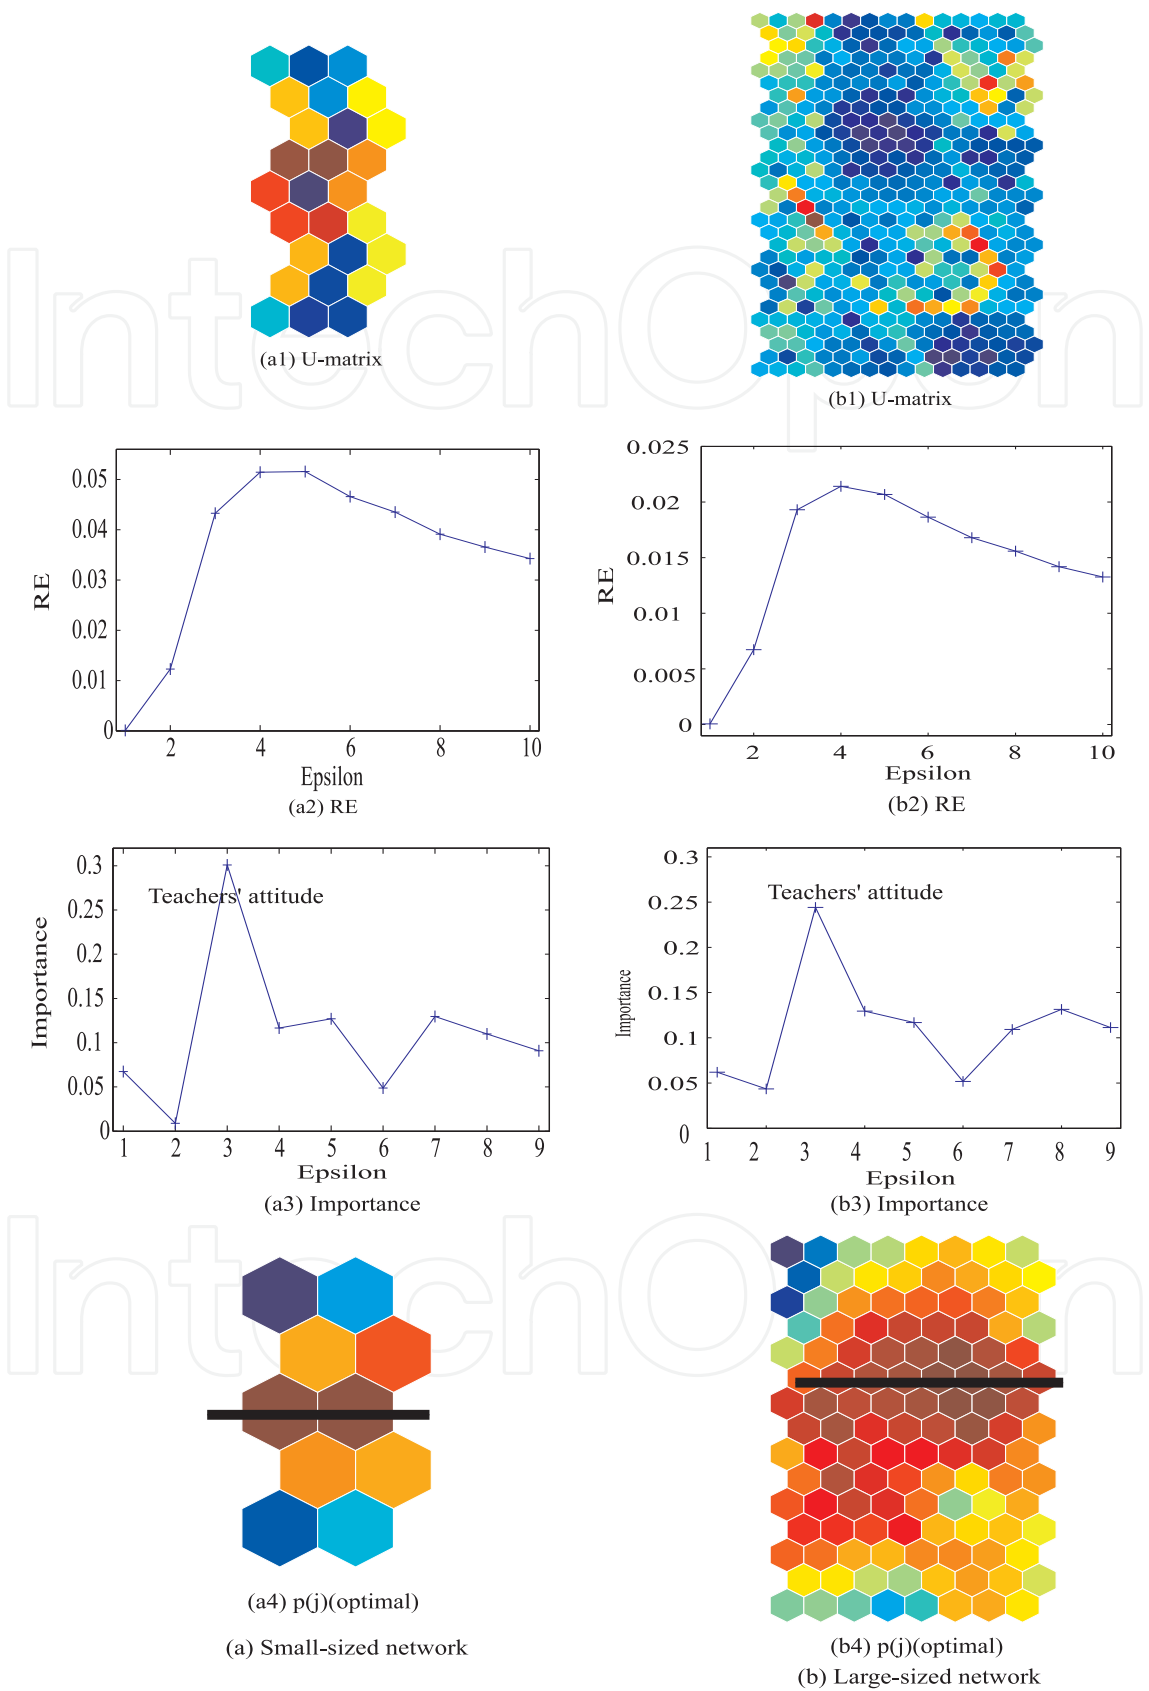 IntechOpen
(a1) U-matrix
(b1) U-matrix
0.05
0.04
0.03
0.02
0.01
0
RE
2 4 6 8 10
Epsilon
(a2) RE
0.025
0.02
0.015
0.01
0.005
0
RE
2 4 6 8 10
Epsilon
(b2) RE
0.3
0.25
0.2
0.15
0.1
0.05
0
Importance
Teachers' attitude
1 2 3 4 5 6 7 8 9
Epsilon
(a3) Importance
0.3
0.25
0.2
0.15
0.1
0.05
0
Importance
Teachers' attitude
1 2 3 4 5 6 7 8 9
Epsilon
(b3) Importance
IntechOpen
(a4) p(j)(optimal)
(a) Small-sized network
(b4) p(j)(optimal)
(b) Large-sized network